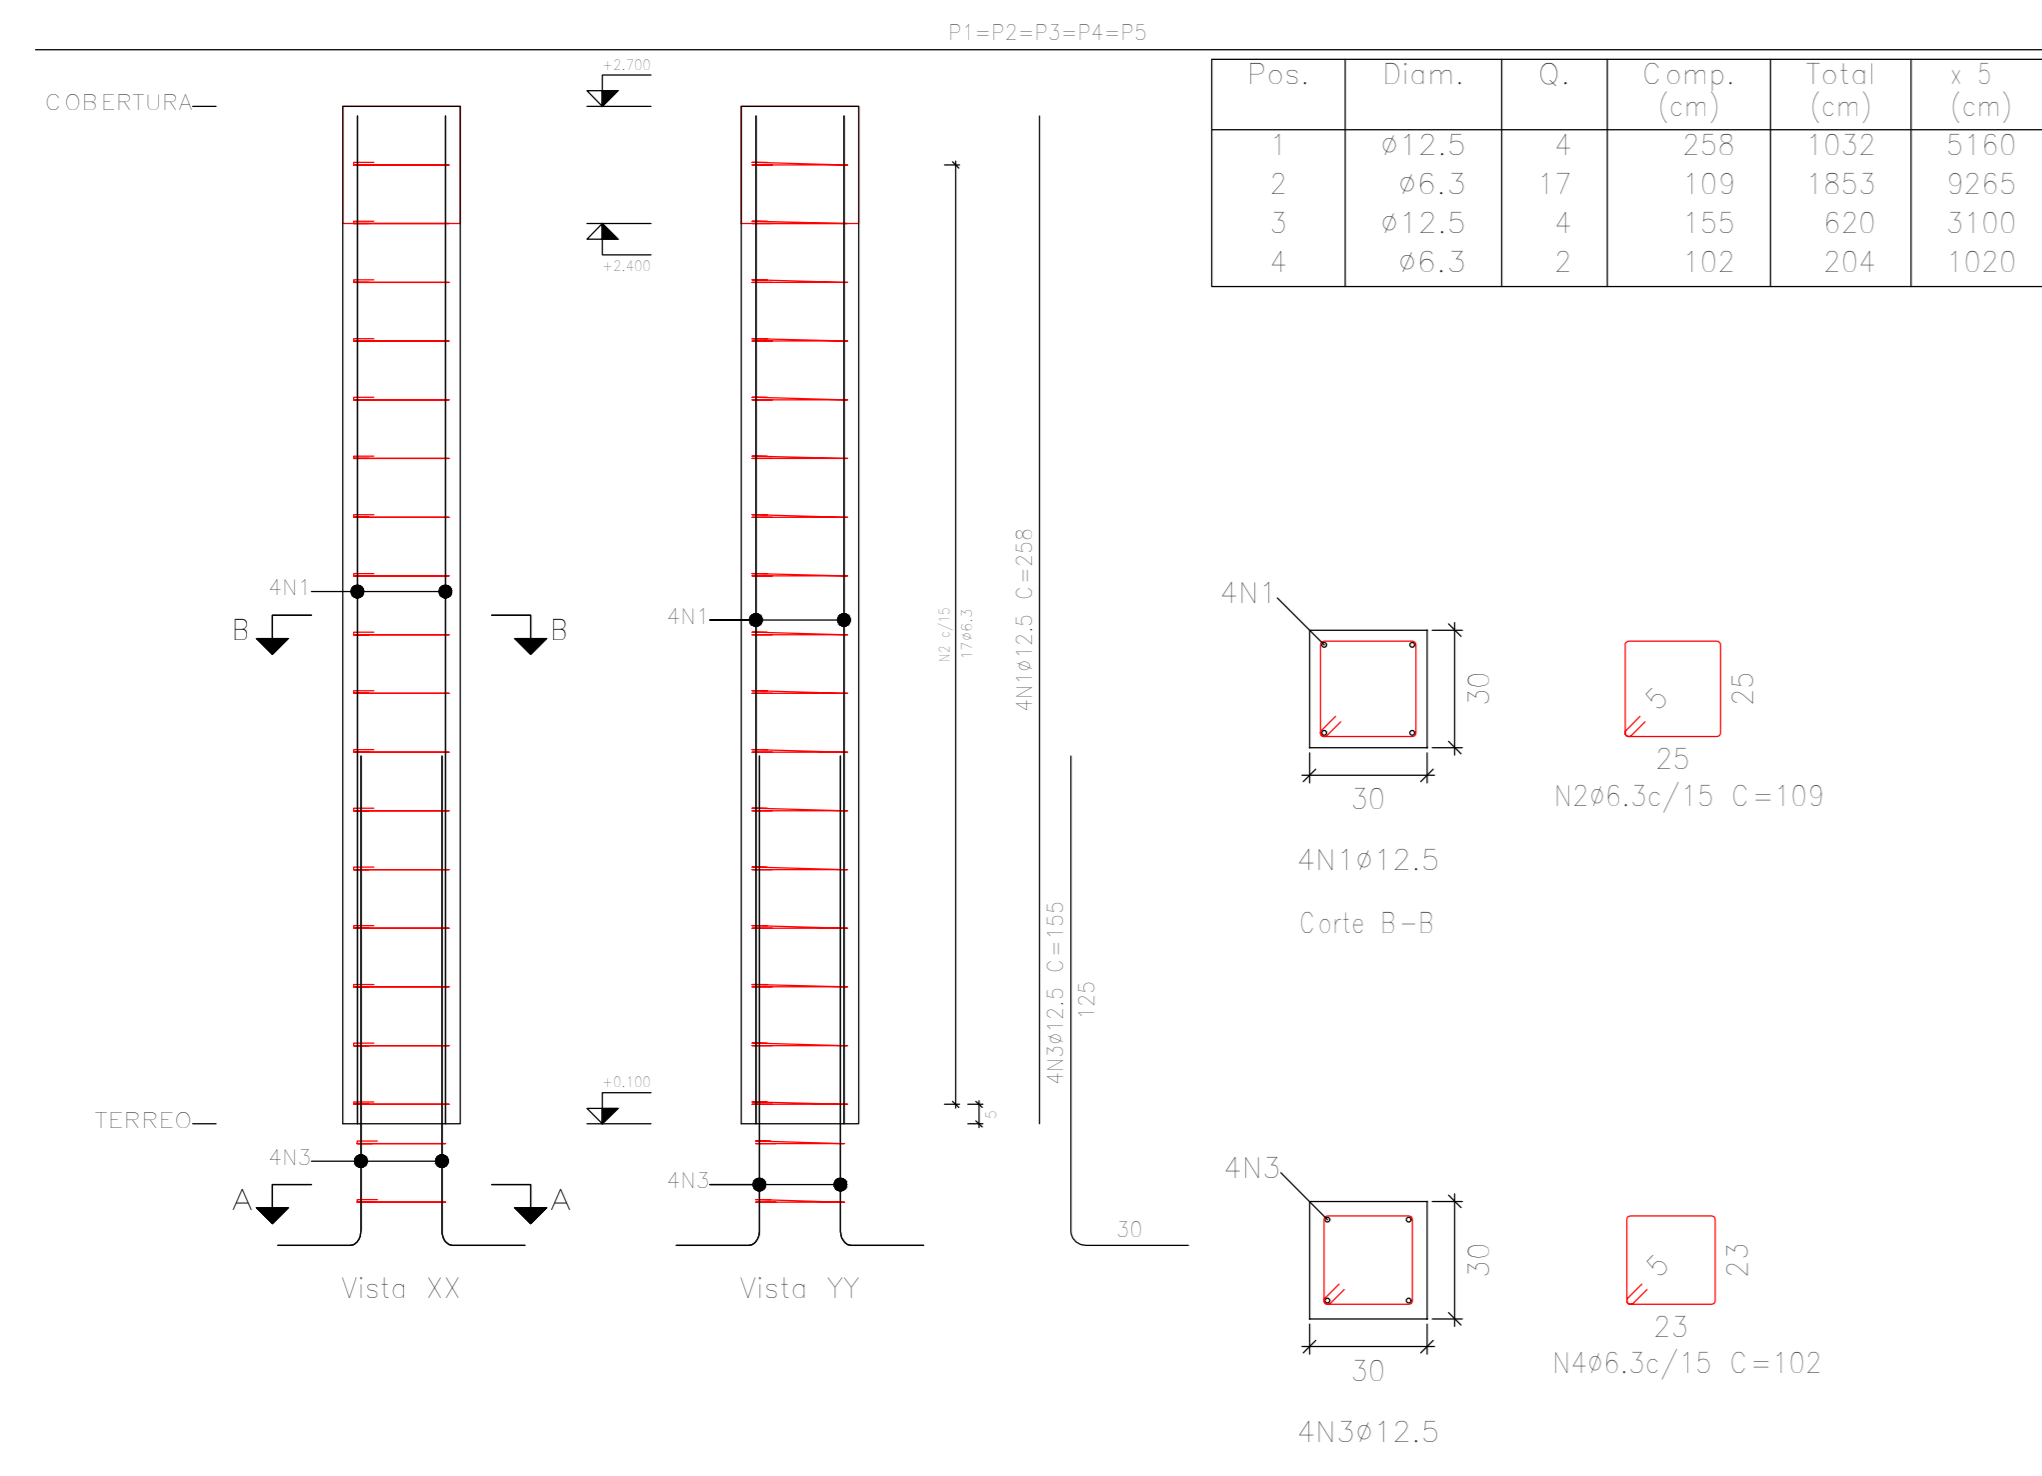 P1=P2=P3=P4=P5
COBERTURA
+2.700
+2.400
Pos. Diam. Q. Comp. (cm) Total (cm) x 5 (cm)
1 ø12.5 4 258 1032 5160
2 ø6.3 17 109 1853 9265
3 ø12.5 4 155 620 3100
4 ø6.3 2 102 204 1020
4N1
B B
4N1
N2 c/15
17ø6.3
4N1ø12.5 C=258
4N3ø12.5 C=155
125
30
5
+0.100
TERREO
4N3
A A
4N3
Vista XX
Vista YY
4N1
30
30
4N1ø12.5
Corte B-B
5
25
25
N2ø6.3c/15 C=109
4N3
30
30
4N3ø12.5
5
23
23
N4ø6.3c/15 C=102